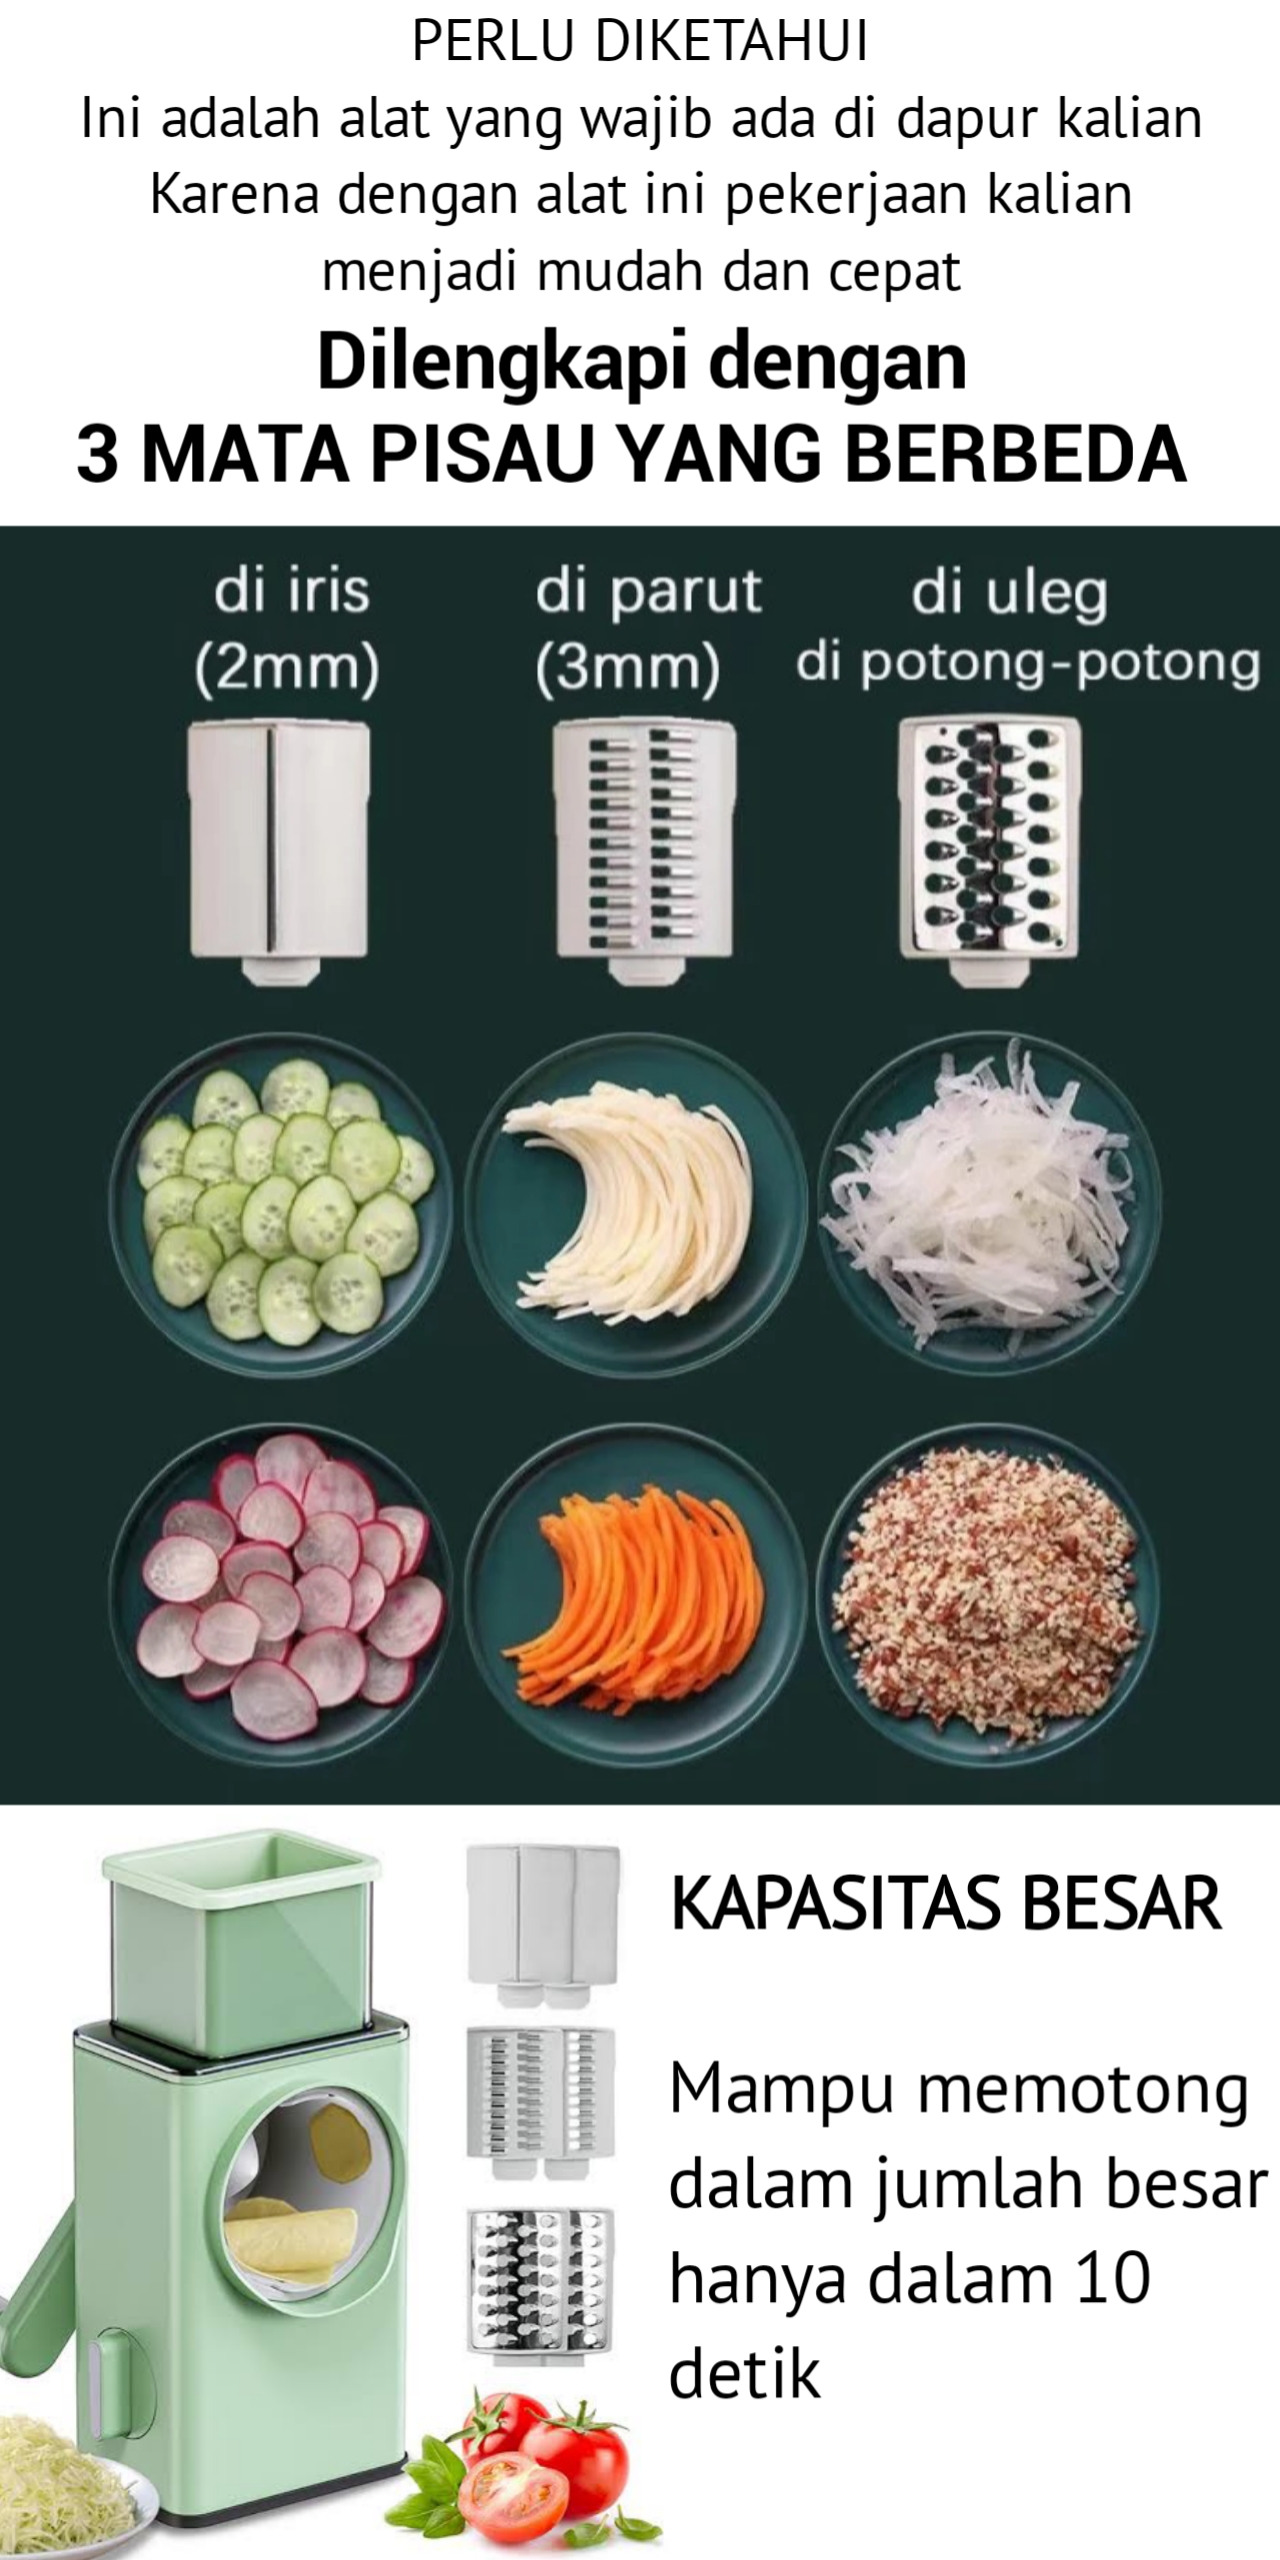 PERLU DIKETAHUI
Ini adalah alat yang wajib ada di dapur kalian
Karena dengan alat ini pekerjaan kalian
menjadi mudah dan cepat
Dilengkapi dengan
3 MATA PISAU YANG BERBEDA
di iris
(2mm)
di parut
(3mm)
di uleg
di potong-potong
KAPASITAS BESAR
Mampu memotong
dalam jumlah besar
hanya dalam 10
detik